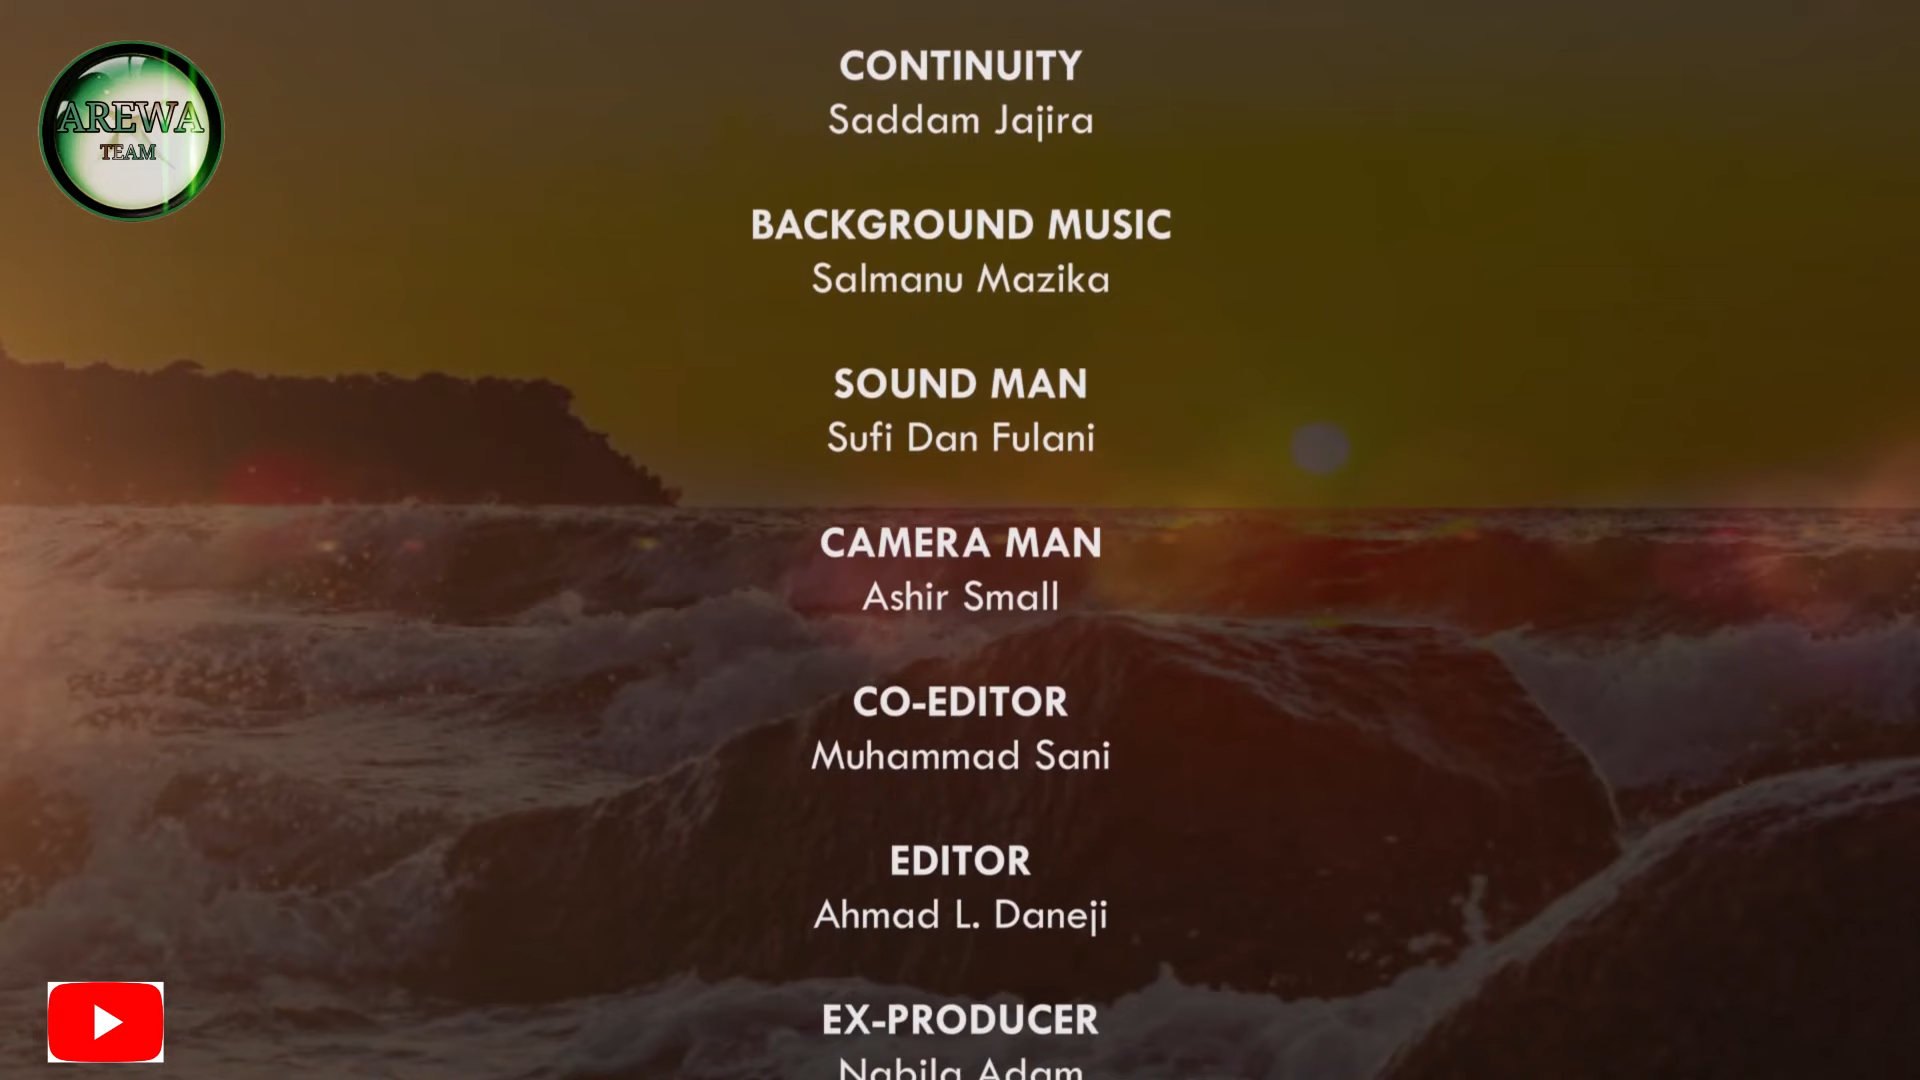 AREWA
TEAM
CONTINUITY
Saddam Jajira
BACKGROUND MUSIC
Salmanu Mazika
SOUND MAN
Sufi Dan Fulani
CAMERA MAN
Ashir Small
CO-EDITOR
Muhammad Sani
EDITOR
Ahmad L. Daneji
EX-PRODUCER
Nabila Adam